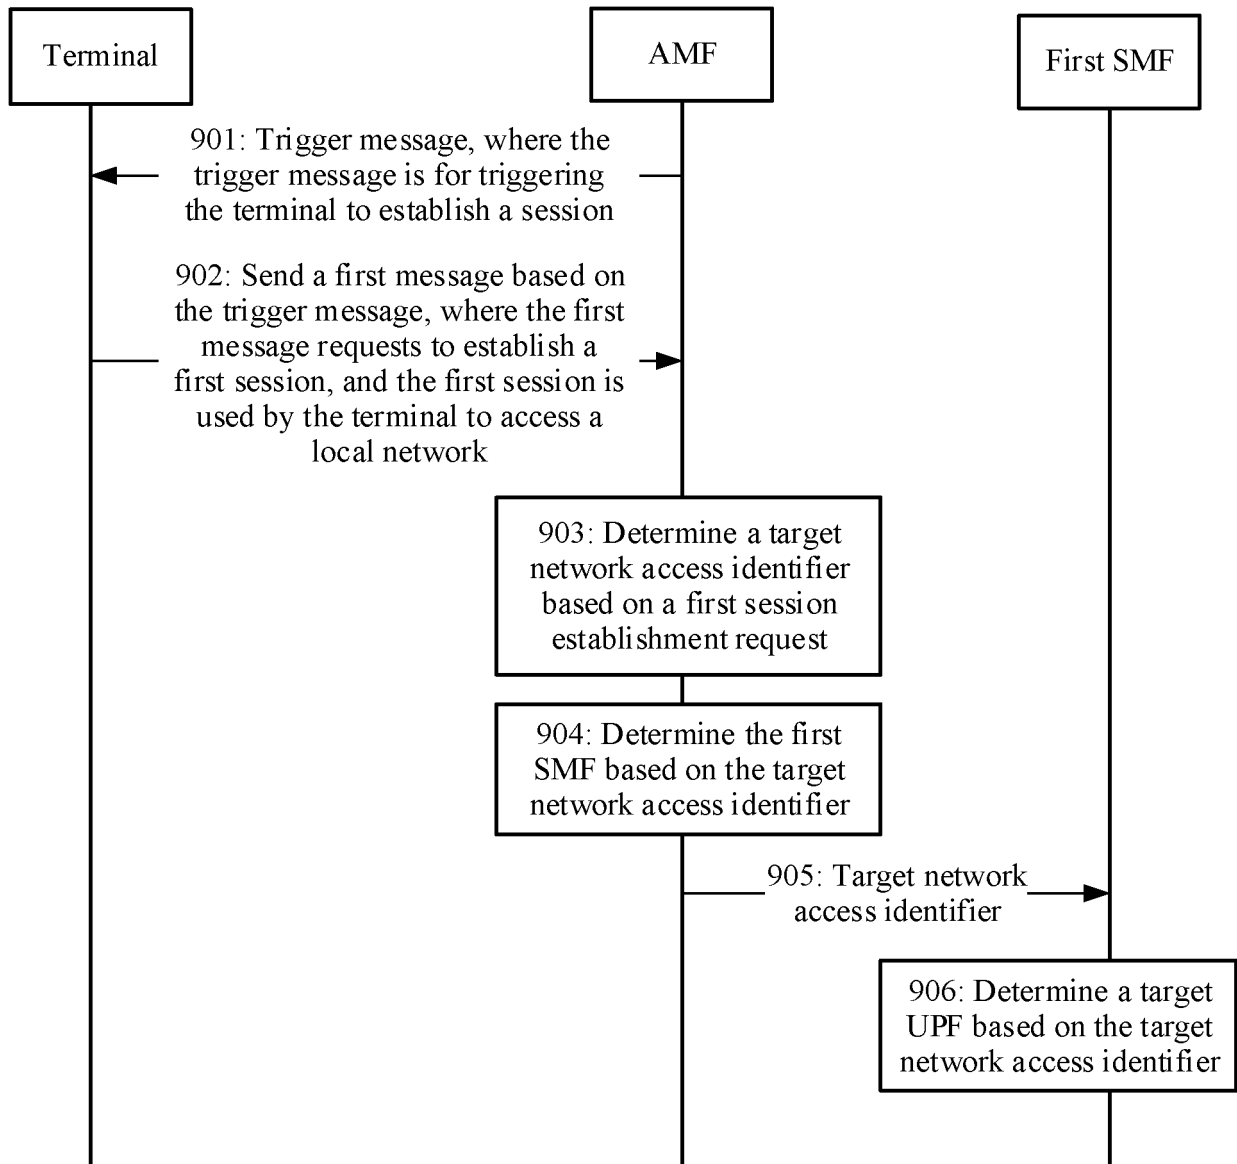 Terminal
AMF
First SMF
901: Trigger message, where the
trigger message is for triggering
the terminal to establish a session
902: Send a first message based on
the trigger message, where the first
message requests to establish a
first session, and the first session is
used by the terminal to access a
local network
903: Determine a target
network access identifier
based on a first session
establishment request
904: Determine the first
SMF based on the target
network access identifier
905: Target network
access identifier
906: Determine a target
UPF based on the target
network access identifier